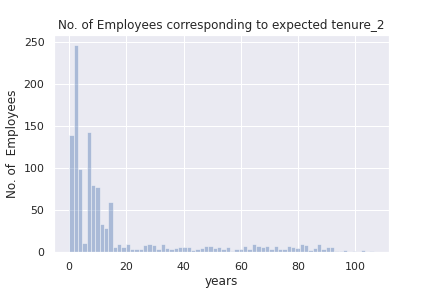 No. of Employees corresponding to expected tenure_2
250
200
150
100
50
0
No. of  Employees
0 20 40 60 80 100
years